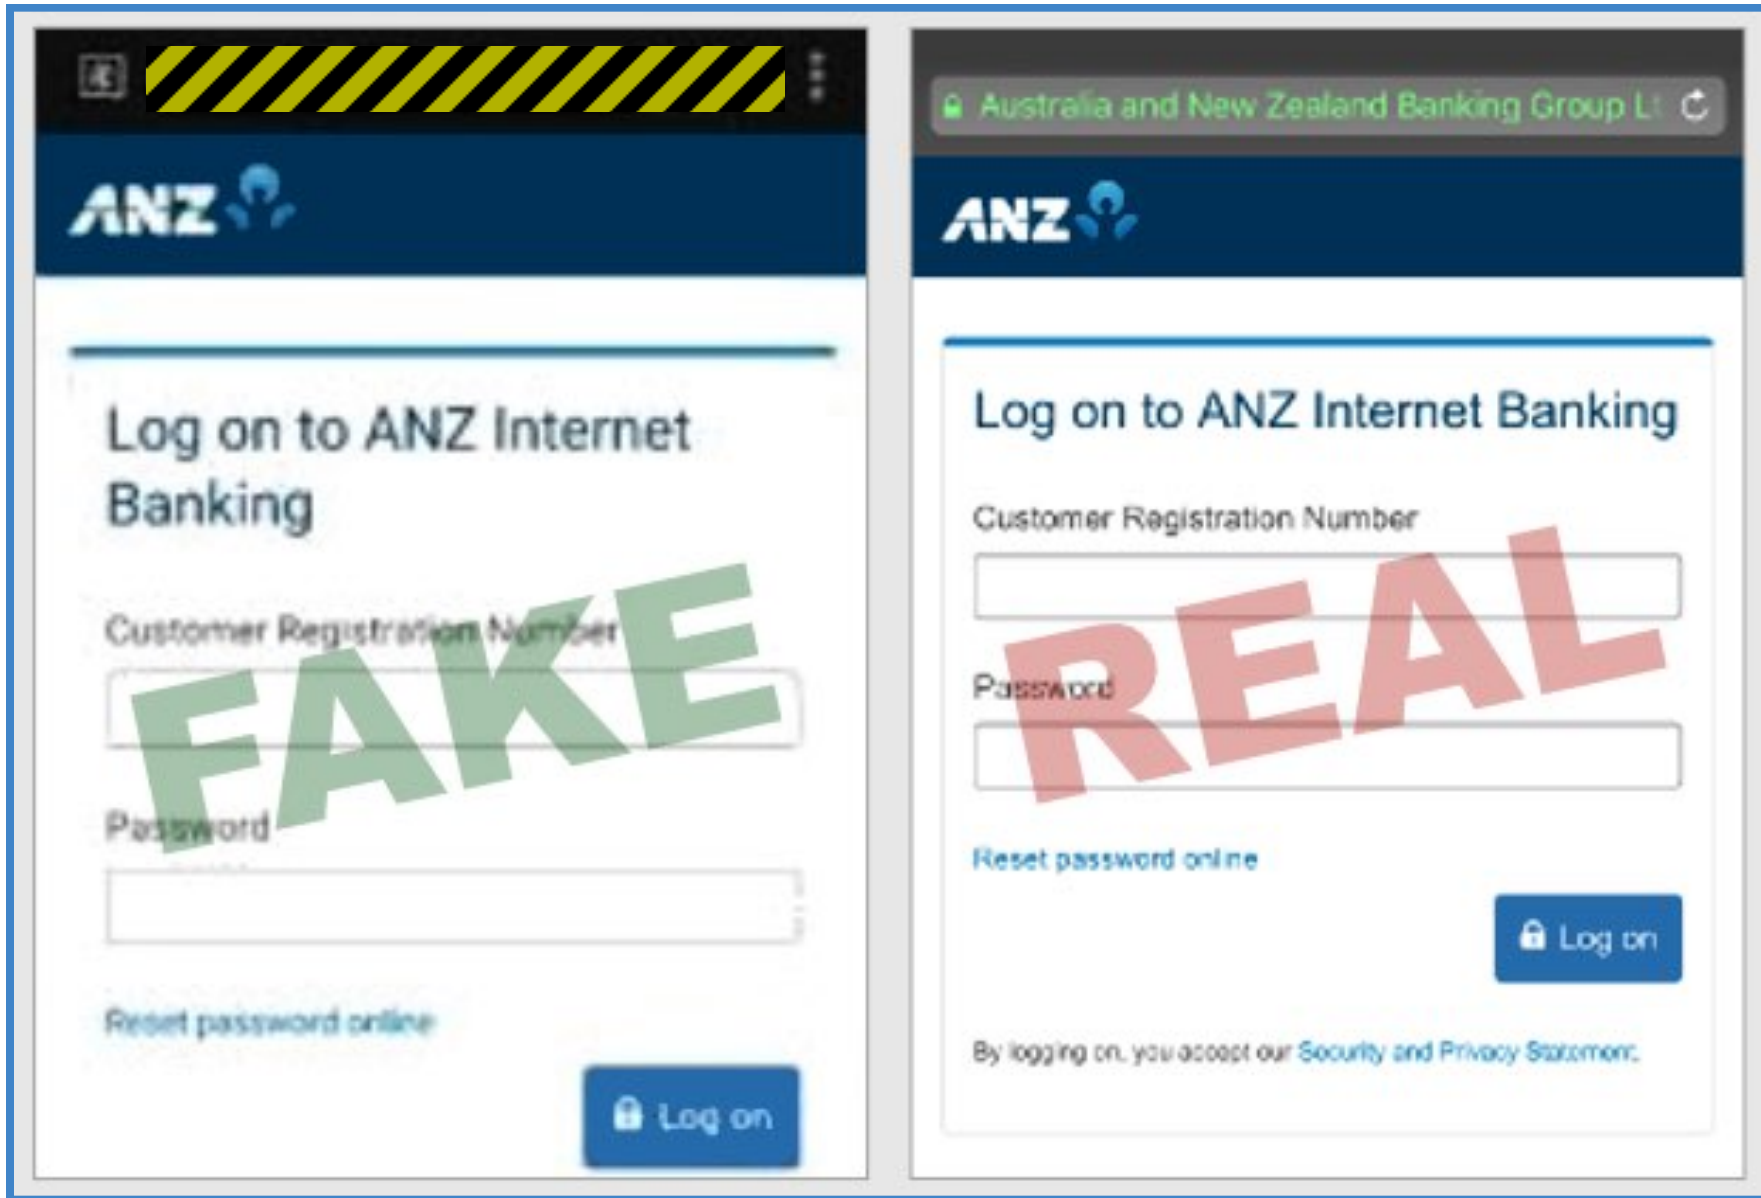 ANZ
Log on to ANZ Internet
Banking
Customer Registration Number
Password
Reset password online
Log on
FAKE
Australia and New Zealand Banking Group Lt
ANZ
Log on to ANZ Internet Banking
Customer Registration Number
Password
Reset password online
Log on
By logging on, you accept our Security and Privacy Statement.
REAL